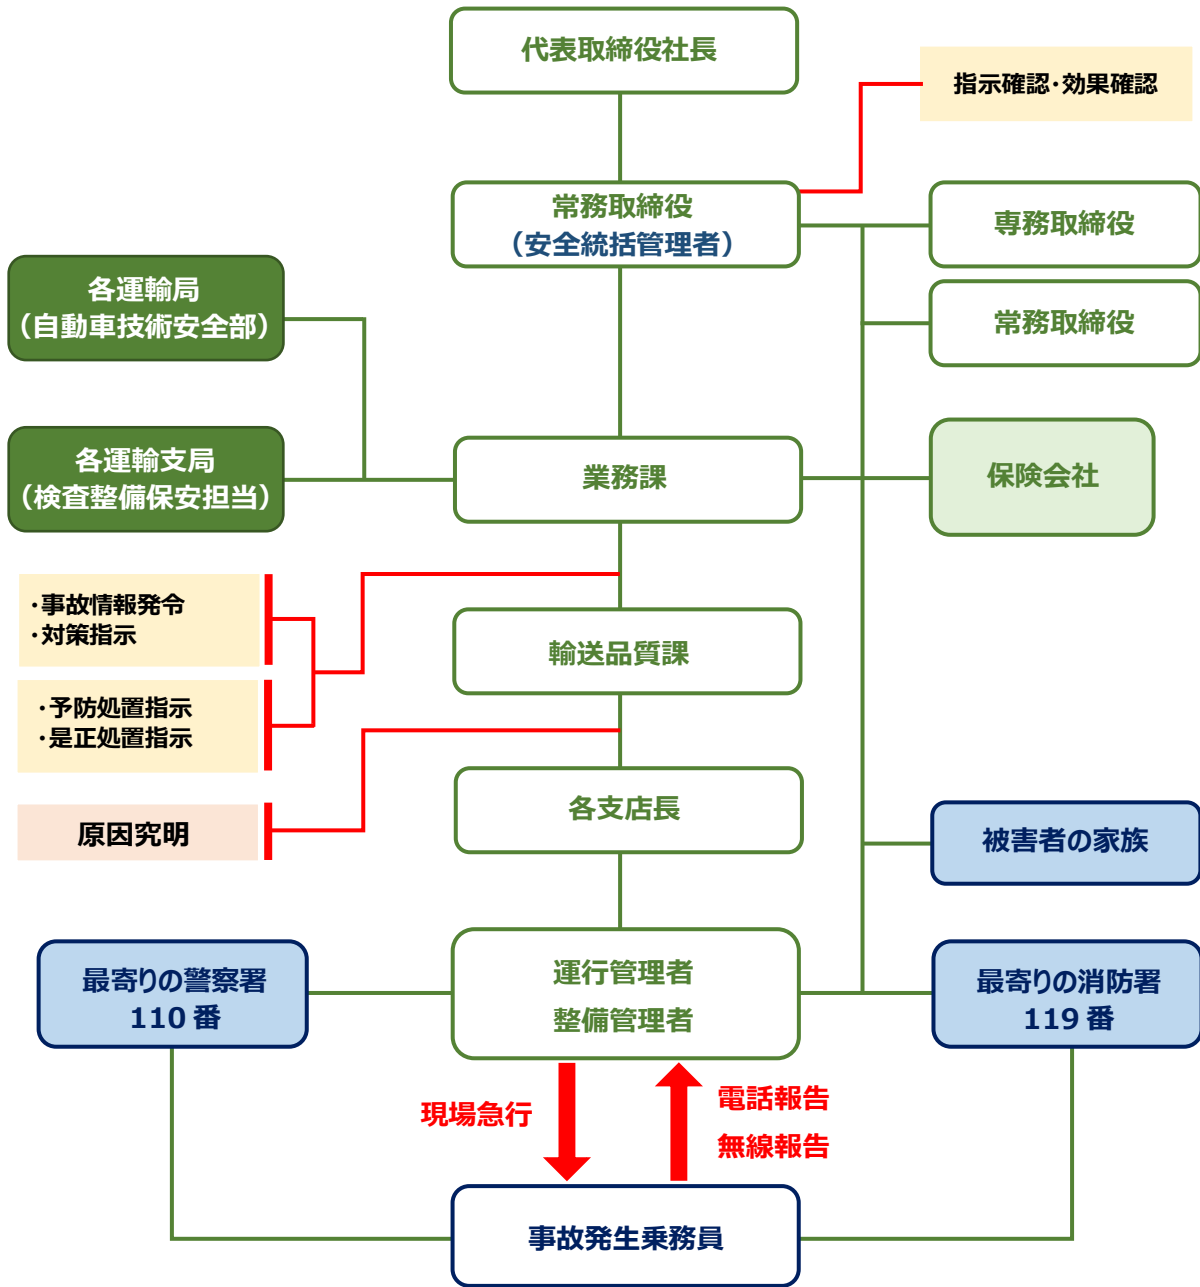 代表取締役社長
指示確認・効果確認
常務取締役
（安全統括管理者）
専務取締役
各運輸局
（自動車技術安全部）
常務取締役
各運輸支局
（検査整備保安担当）
業務課
保険会社
・事故情報発令
・対策指示
輸送品質課
・予防処置指示
・是正処置指示
各支店長
原因究明
被害者の家族
最寄りの警察署
110番
運行管理者
整備管理者
最寄りの消防署
119番
現場急行
電話報告
無線報告
事故発生乗務員